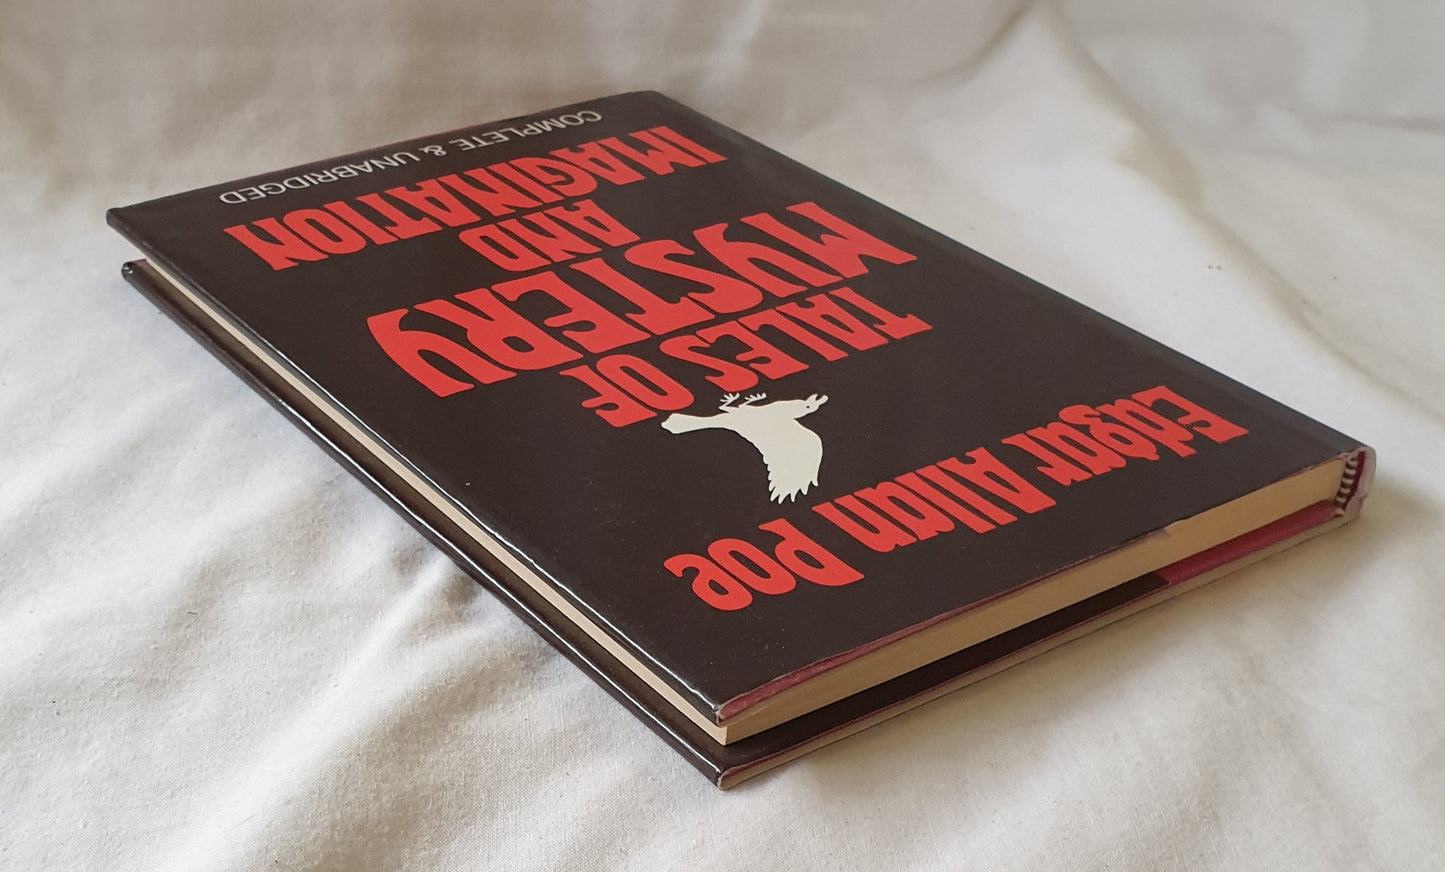 Edgar Allan Poe
TALES OF
MYSTERY
AND
IMAGINATION
COMPLETE & UNABRIDGED